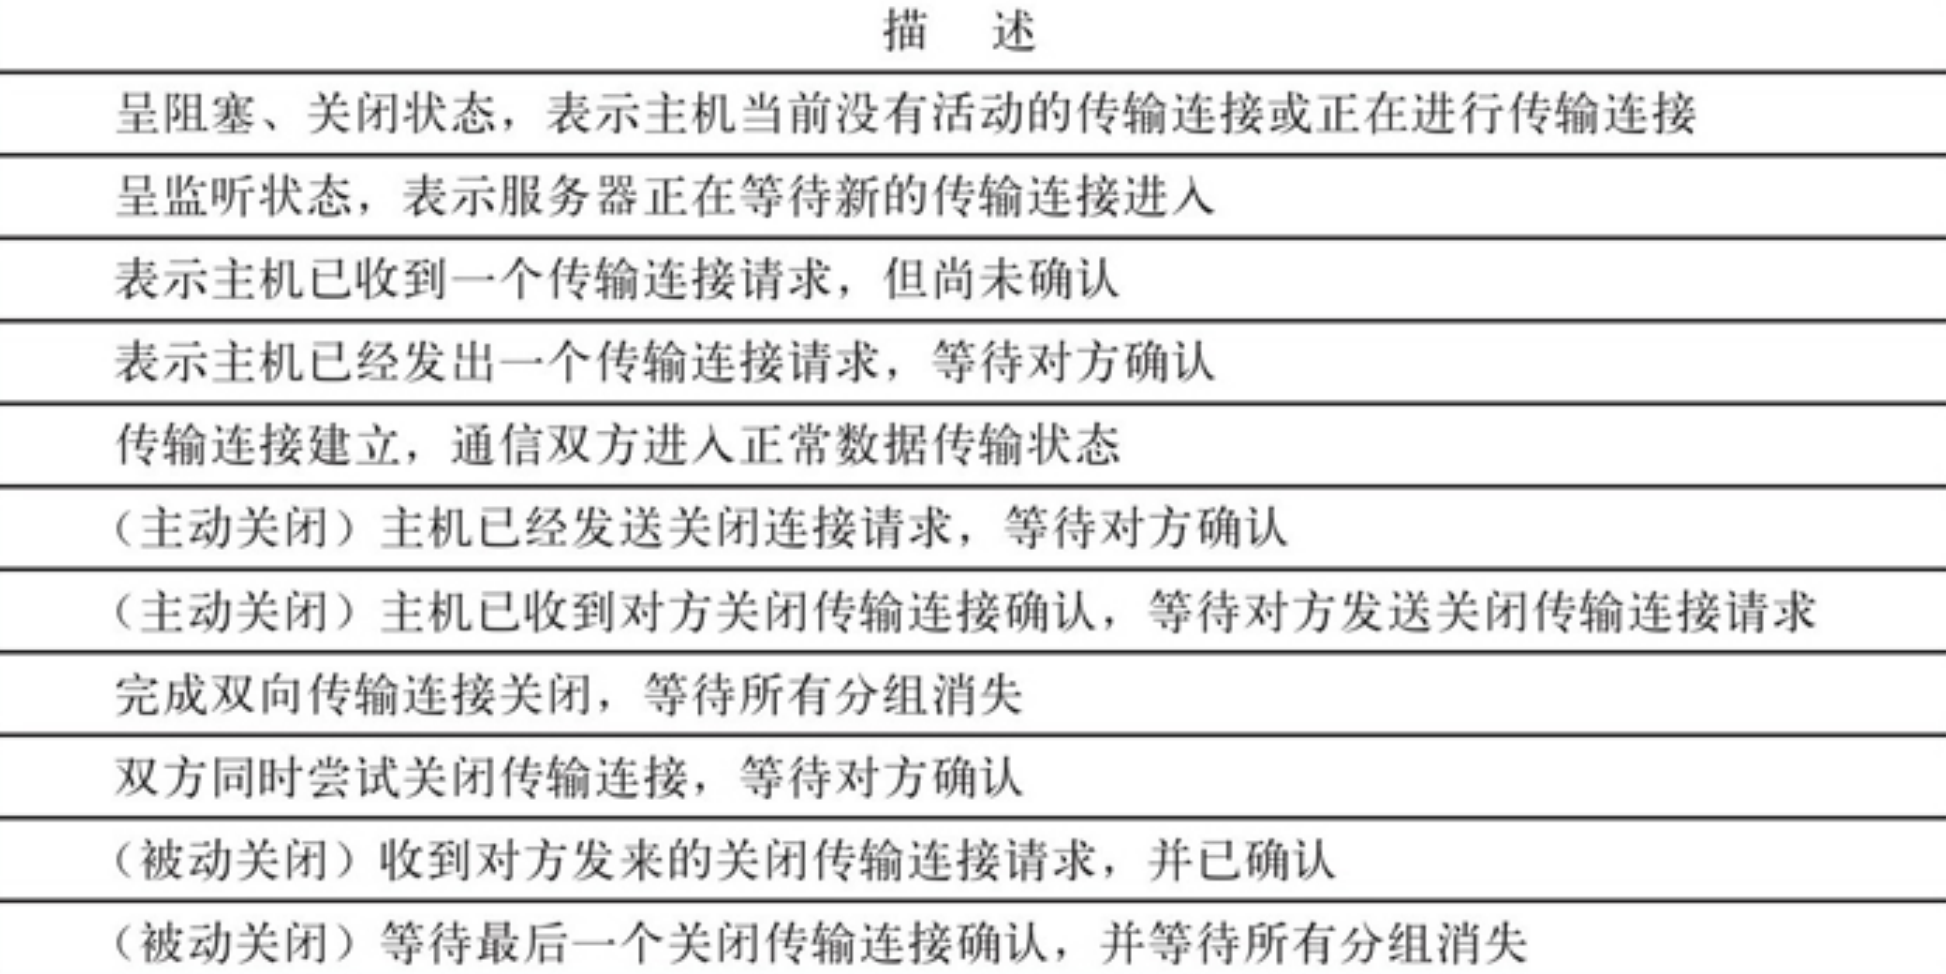 描 述
呈阻塞、关闭状态，表示主机当前没有活动的传输连接或正在进行传输连接
呈监听状态，表示服务器正在等待新的传输连接进入
表示主机已收到一个传输连接请求，但尚未确认
表示主机已经发出一个传输连接请求，等待对方确认
传输连接建立，通信双方进入正常数据传输状态
（主动关闭）主机已经发送关闭连接请求，等待对方确认
（主动关闭）主机已收到对方关闭传输连接确认，等待对方发送关闭传输连接请求
完成双向传输连接关闭，等待所有分组消失
双方同时尝试关闭传输连接，等待对方确认
（被动关闭）收到对方发来的关闭传输连接请求，并已确认
（被动关闭）等待最后一个关闭传输连接确认，并等待所有分组消失